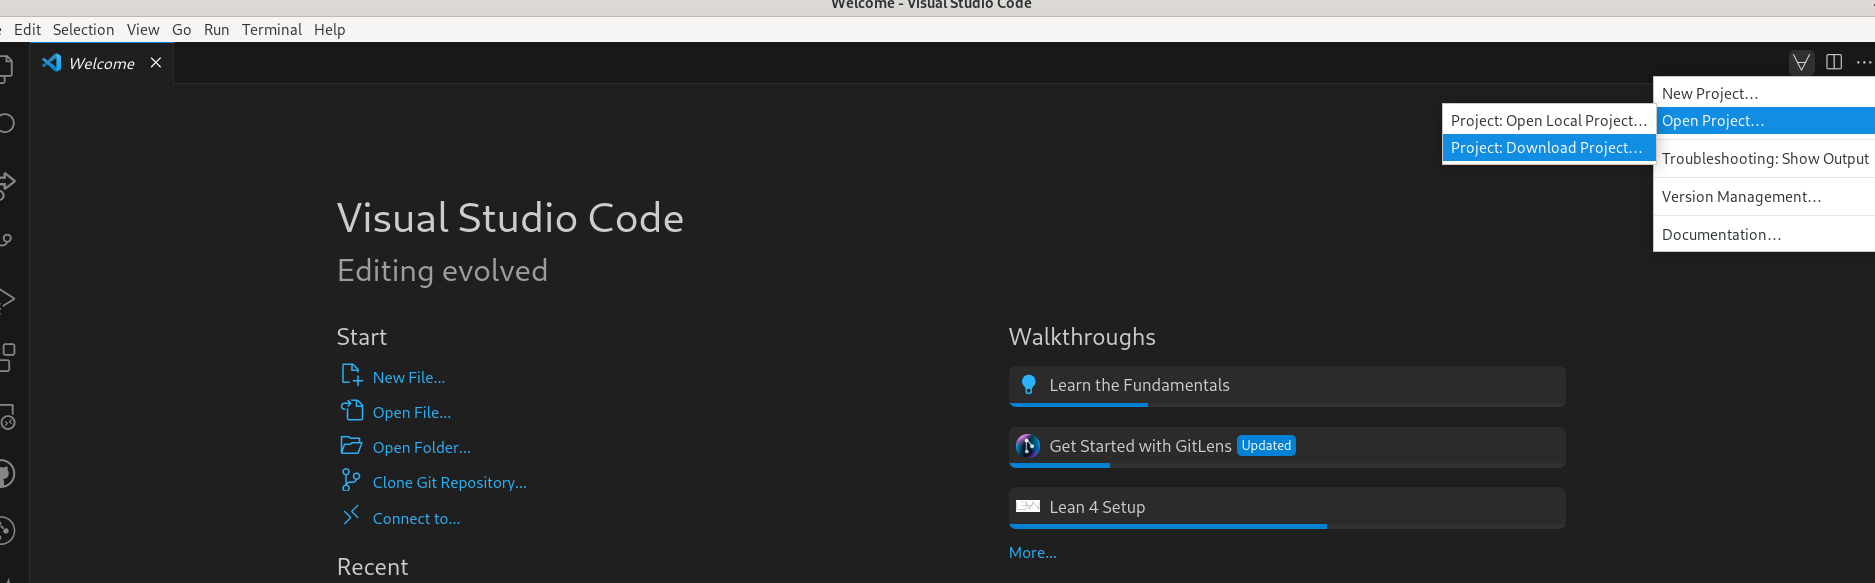 Welcome - Visual Studio Code
Edit Selection View Go Run Terminal Help
Welcome
New Project...
Project: Open Local Project... Open Project...
Project: Download Project...
Troubleshooting: Show Output
Version Management...
Documentation...
Visual Studio Code
Editing evolved
Start
New File...
Open File...
Open Folder...
Clone Git Repository...
Connect to...
Recent
Walkthroughs
Learn the Fundamentals
Get Started with GitLens Updated
Lean 4 Setup
More...